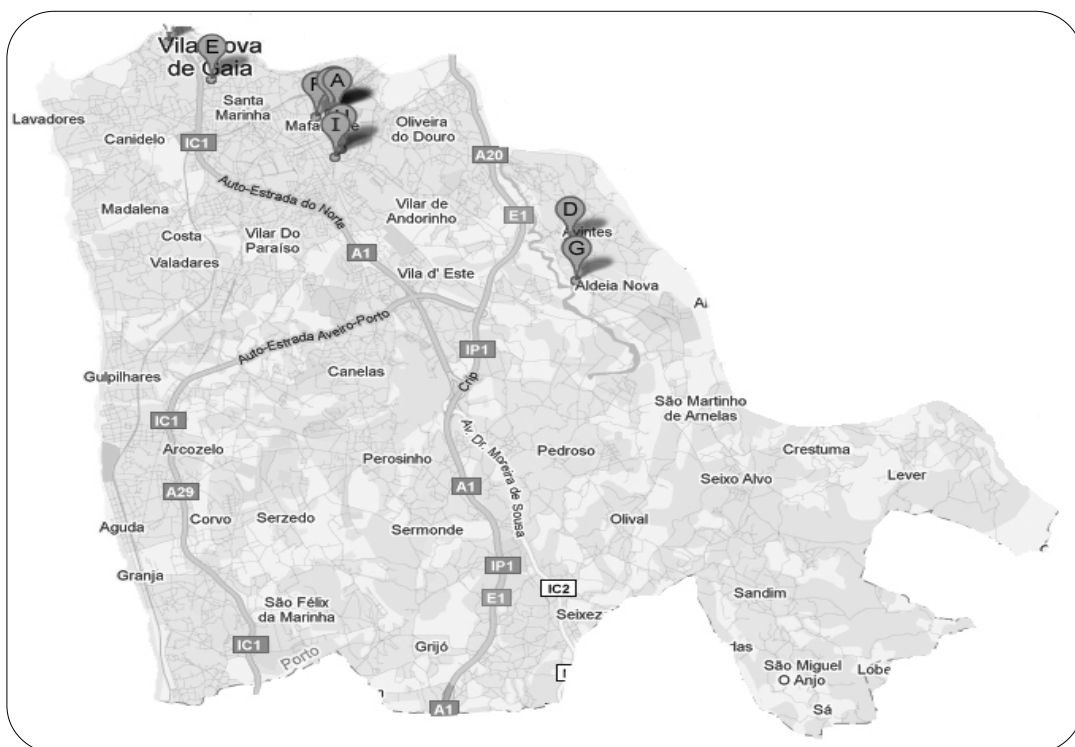 Vila Nova
E
de Gaia
Santa
Marinha
F
A
Lavadores
Canidelo
IC1
I
Oliveira
do Douro
A20
Auto-Estrada do Norte
Madalena
Costa
Valadares
Vilar Do
Paraíso
Vilar de
Andorinho
E1
D
Avintes
G
Aldeia Nova
A1
Vila d' Este
Auto-Estrada Aveiro-Porto
IP1
Crip
Gulpilhares
Canelas
São Martinho
de Arnelas
IC1
Arcozelo
Perosinho
Av. Dr. Moreira de Sousa
Pedroso
Crestuma
Seixo Alvo
Lever
A29
A1
Aguda
Corvo
Serzedo
Sermonde
Olival
Granja
IP1
IC2
E1
Sandim
São Félix
da Marinha
Seixez
IC1
Porto
Grijó
São Miguel
O Anjo
Lobe
A1
Sá